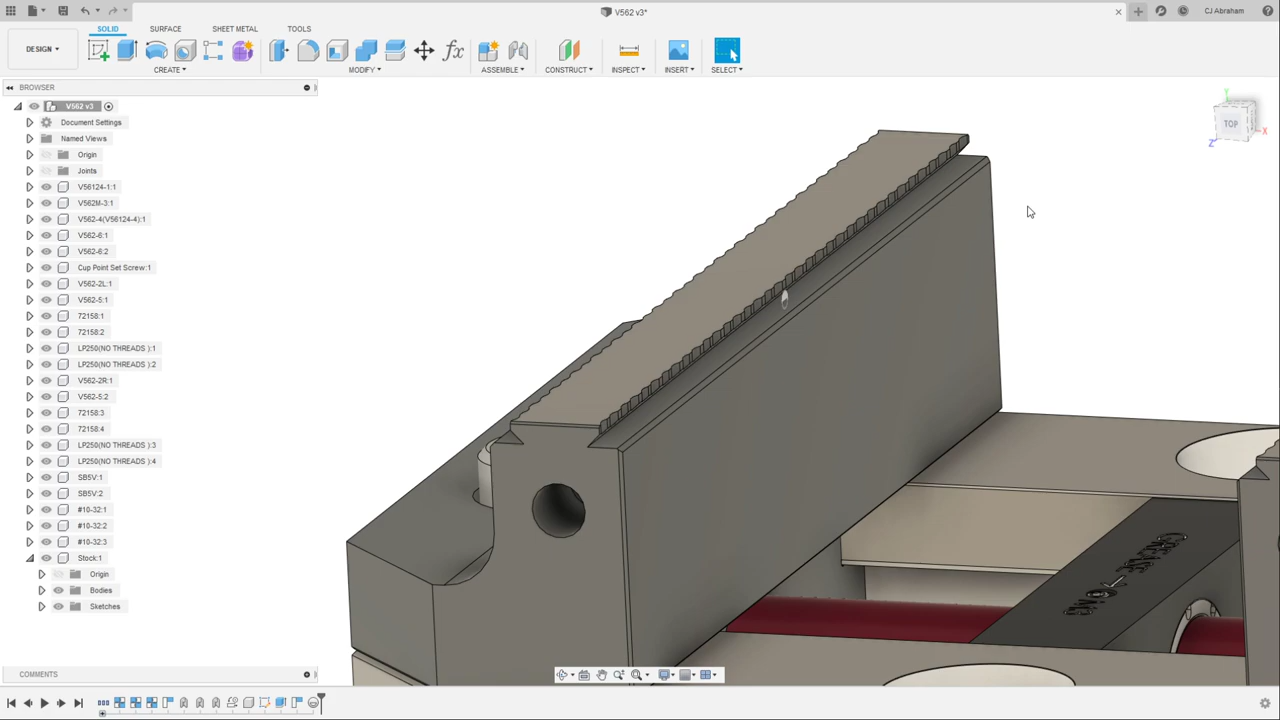 V562 v3*
CJ Abraham
DESIGN
SOLID
SURFACE
SHEET METAL
TOOLS
CREATE
MODIFY
ASSEMBLE
CONSTRUCT
INSPECT
INSERT
SELECT
BROWSER
V562 v3
Document Settings
Named Views
Origin
Joints
V56124-1:1
V562M-3:1
V562-4(V56124-4):1
V562-6:1
V562-6:2
Cup Point Set Screw:1
V562-2L:1
V562-5:1
72158:1
72158:2
LP250(NO THREADS ):1
LP250(NO THREADS ):2
V562-2R:1
V562-5:2
72158:3
72158:4
LP250(NO THREADS ):3
LP250(NO THREADS ):4
SB5V:1
SB5V:2
#10-32:1
#10-32:2
#10-32:3
Stock:1
Origin
Bodies
Sketches
COMMENTS
TOP
X
Y
Z
fx